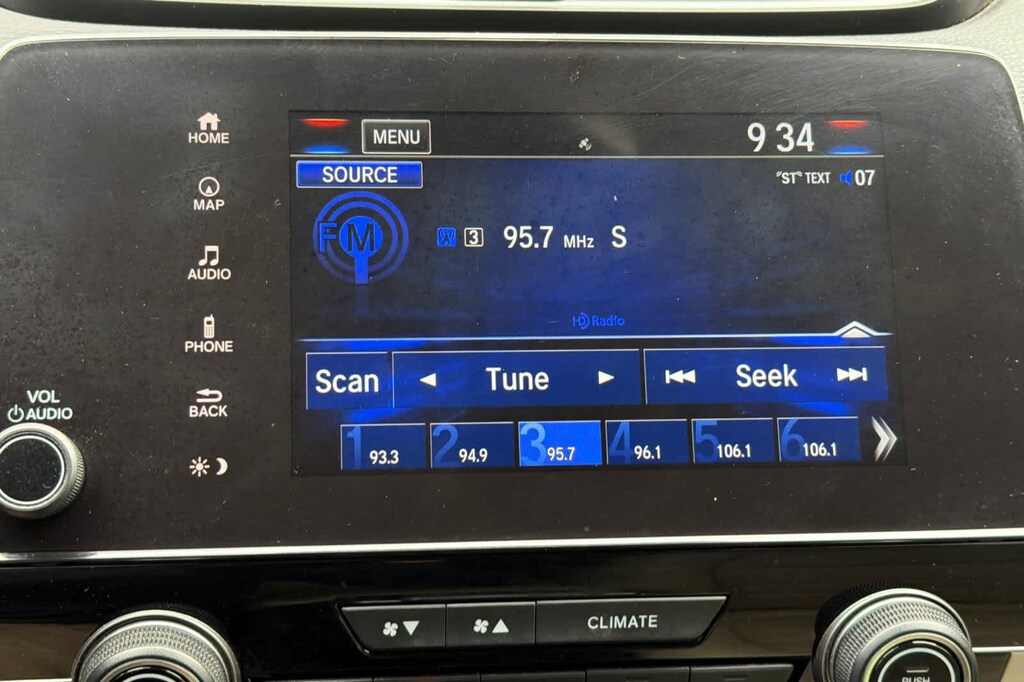 HOME
MAP
AUDIO
PHONE
BACK
VOL
AUDIO
MENU
9 34
SOURCE
"ST" TEXT 07
FM
3 95.7 MHz S
HD Radio
Scan Tune Seek
1 93.3 2 94.9 3 95.7 4 96.1 5 106.1 6 106.1
CLIMATE
PUSH